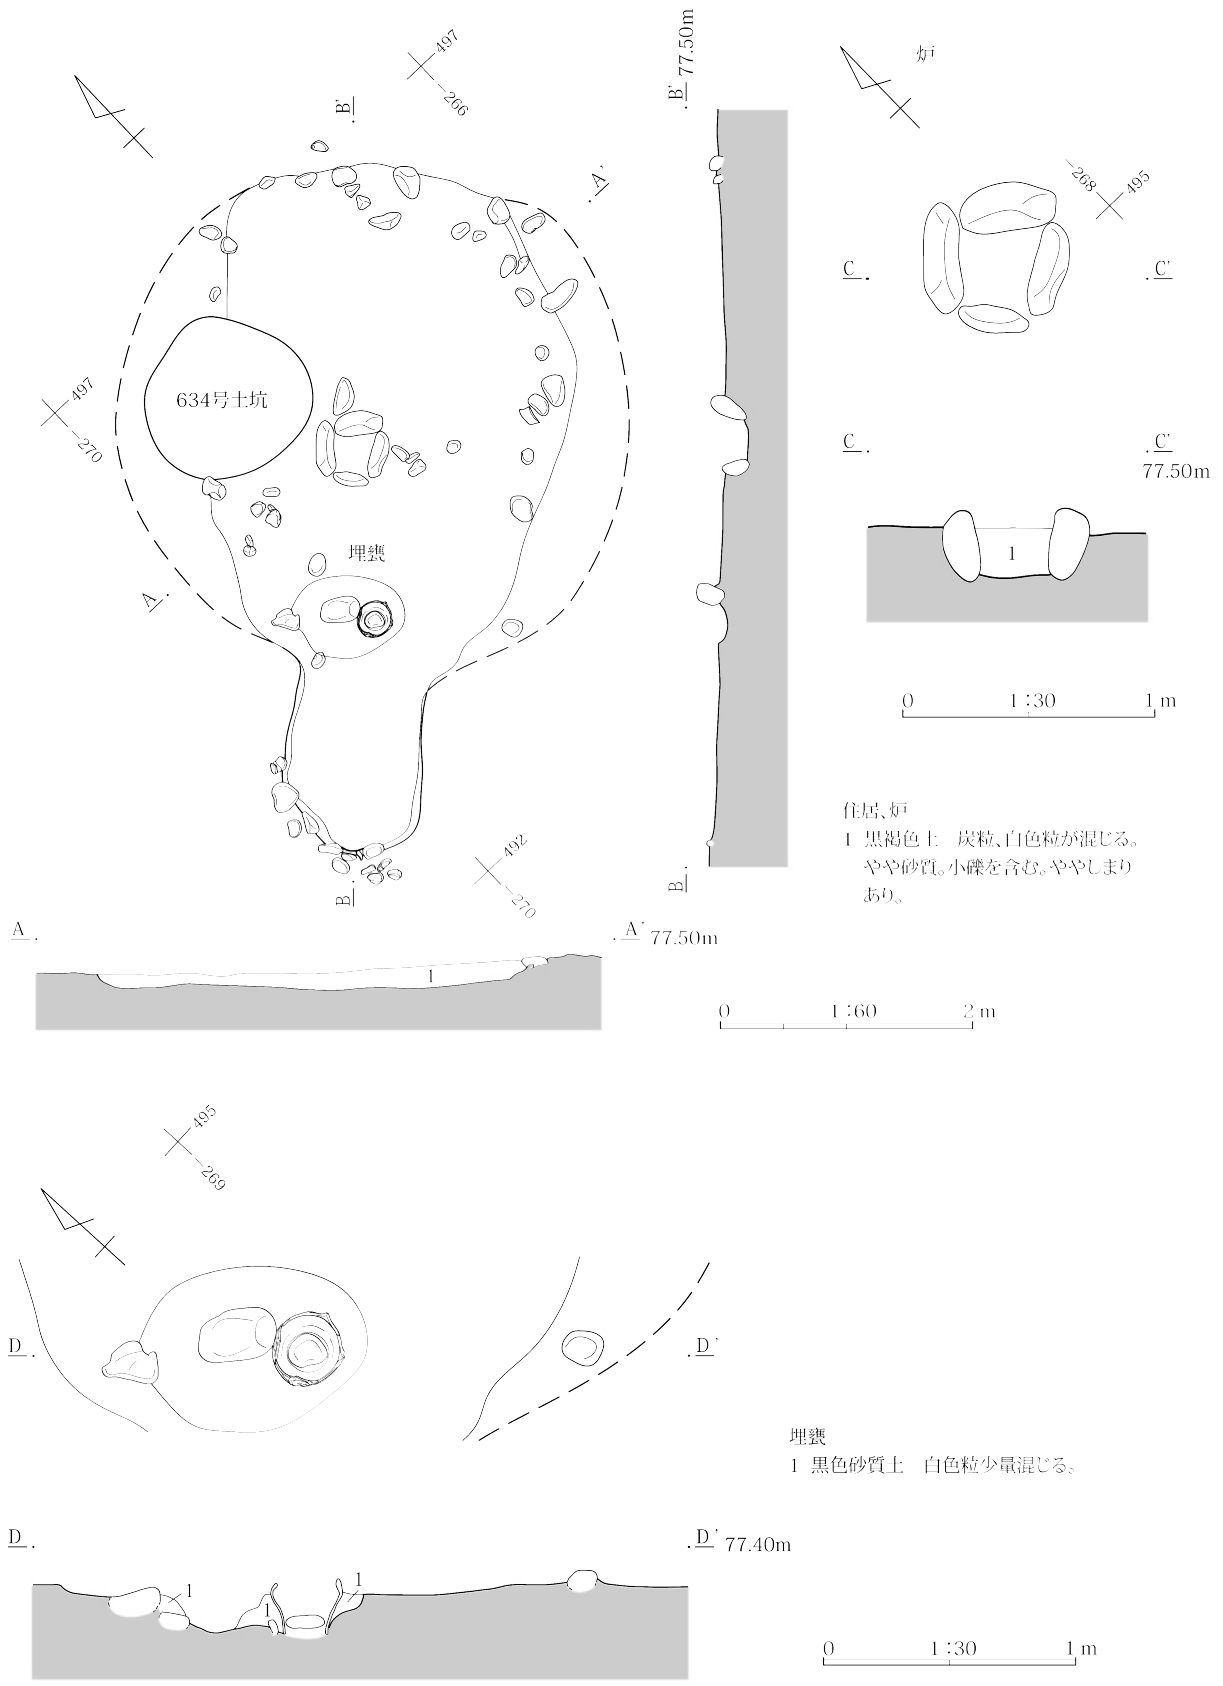 497
-266
B'
A'
497
-270
634号土坑
埋甕
A
B
492
-270
B' 77.50m
B
炉
-268
495
C
C'
C
C'
77.50m
1
0 1:30 1m
住居、炉
1 黒褐色土 炭粒、白色粒が混じる。
やや砂質。小礫を含む。ややしまり
あり。
A
A' 77.50m
1
0 1:60 2m
495
-269
D
D'
埋甕
1 黒色砂質土 白色粒少量混じる。
D
D' 77.40m
1
1
1
0 1:30 1m